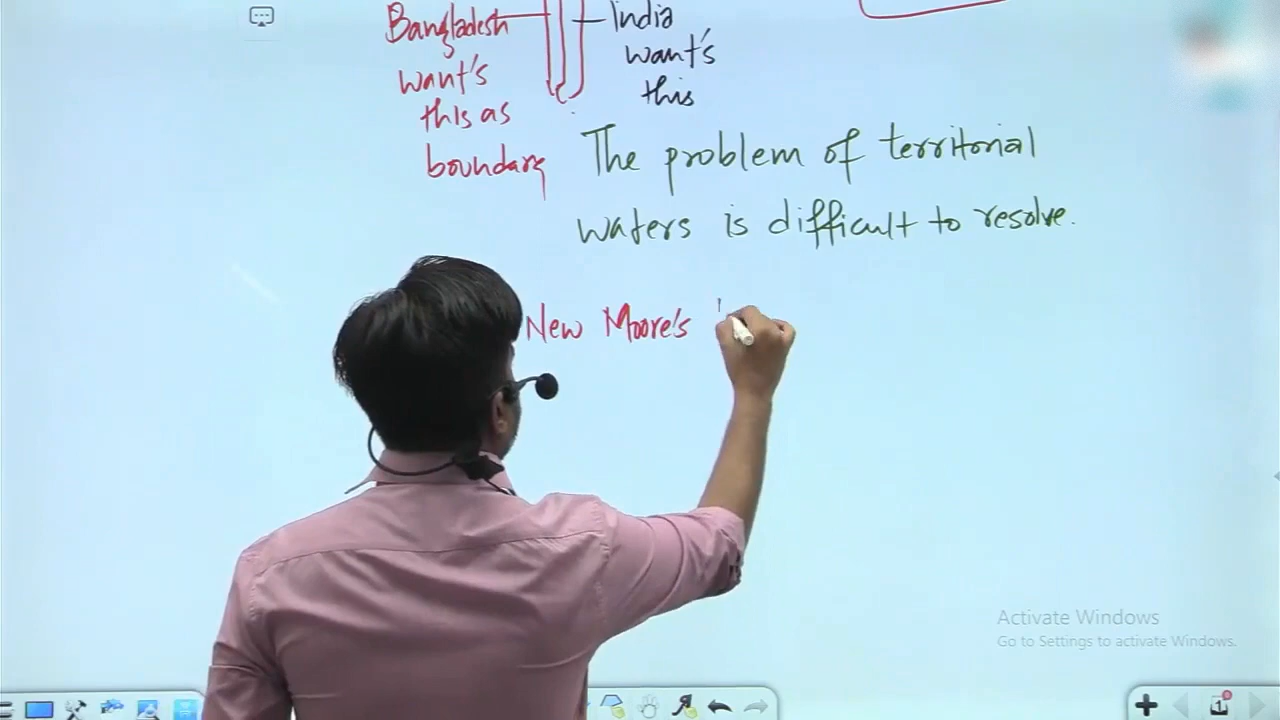 Bangladesh
want's
this as
boundary
India
want's
this
The problem of territorial
waters is difficult to resolve.
New Moore's
Activate Windows
Go to Settings to activate Windows.
1